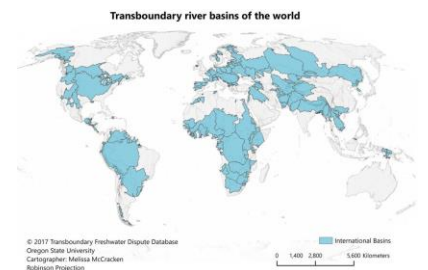 Transboundary river basins of the world
© 2017 Transboundary Freshwater Dispute Database
Oregon State University
Cartographer: Melissa McCracken
Robinson Projection
International Basins
0 1,400 2,800 5,600 Kilometers